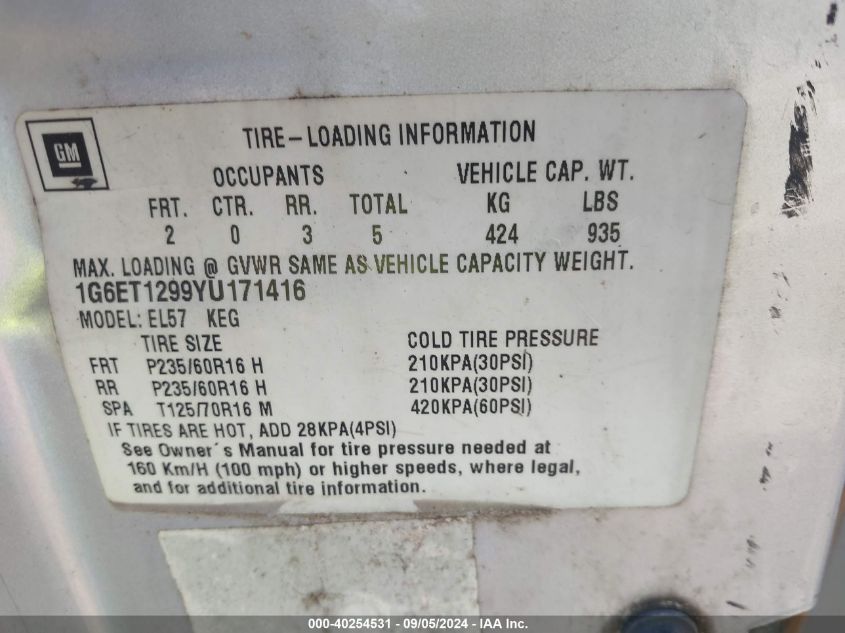 GM
TIRE-LOADING INFORMATION
OCCUPANTS VEHICLE CAP. WT.
FRT. CTR. RR. TOTAL KG LBS
2 0 3 5 424 935
MAX. LOADING @ GVWR SAME AS VEHICLE CAPACITY WEIGHT.
1G6ET1299YU171416
MODEL: EL57 KEG
TIRE SIZE COLD TIRE PRESSURE
FRT P235/60R16 H 210KPA(30PSI)
RR P235/60R16 H 210KPA(30PSI)
SPA T125/70R16 M 420KPA(60PSI)
IF TIRES ARE HOT, ADD 28KPA(4PSI)
See Owner´s Manual for tire pressure needed at
160 Km/H (100 mph) or higher speeds, where legal,
and for additional tire information.
000-40254531 - 09/05/2024 - IAA Inc.